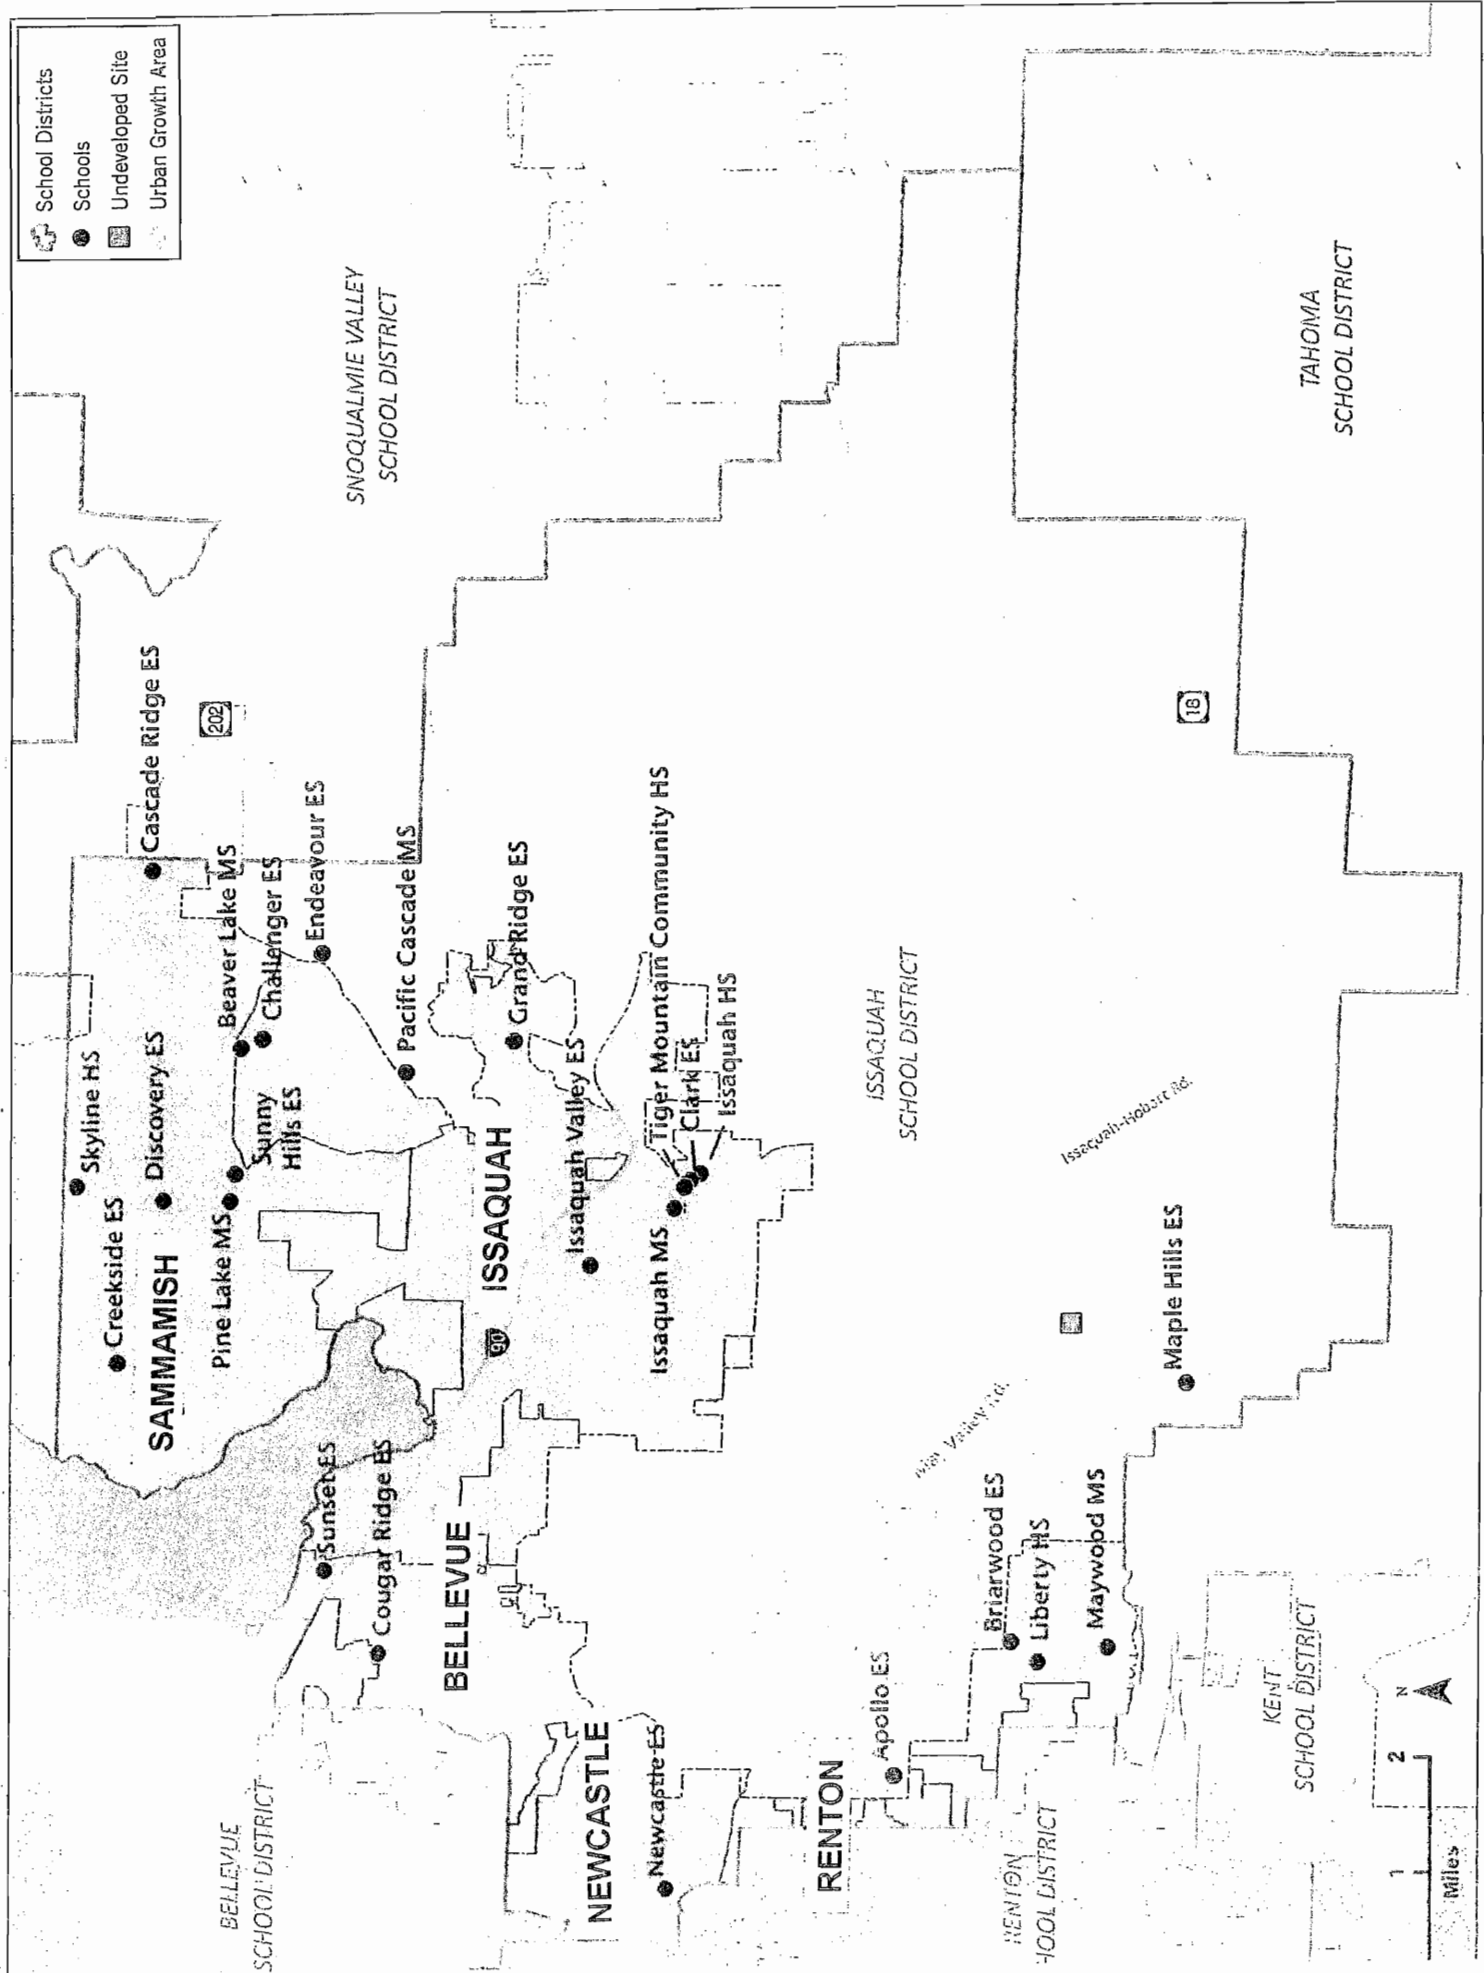 School Districts
Schools
Undeveloped Site
Urban Growth Area
SNOQUALMIE VALLEY
SCHOOL DISTRICT
TAHOMA
SCHOOL DISTRICT
Cascade Ridge ES
202
18
Skyline HS
Creekside ES
Discovery ES
SAMMAMISH
Beaver Lake MS
Challenger ES
Endeavour ES
Pine Lake MS
Sunny
Hills ES
Pacific Cascade MS
Grand Ridge ES
ISSAQUAH
90
Issaquah Valley ES
Tiger Mountain Community HS
Clark ES
Issaquah HS
Issaquah MS
ISSAQUAH
SCHOOL DISTRICT
Issaquah-Hobart Rd.
Maple Hills ES
Valley Rd.
Sunset ES
Cougar Ridge ES
BELLEVUE
BELLEVUE
SCHOOL DISTRICT
NEWCASTLE
Newcastle ES
RENTON
Apollo ES
Briarwood ES
Liberty HS
Maywood MS
RENTON
HOOL DISTRICT
KENT
SCHOOL DISTRICT
N
1
2
Miles